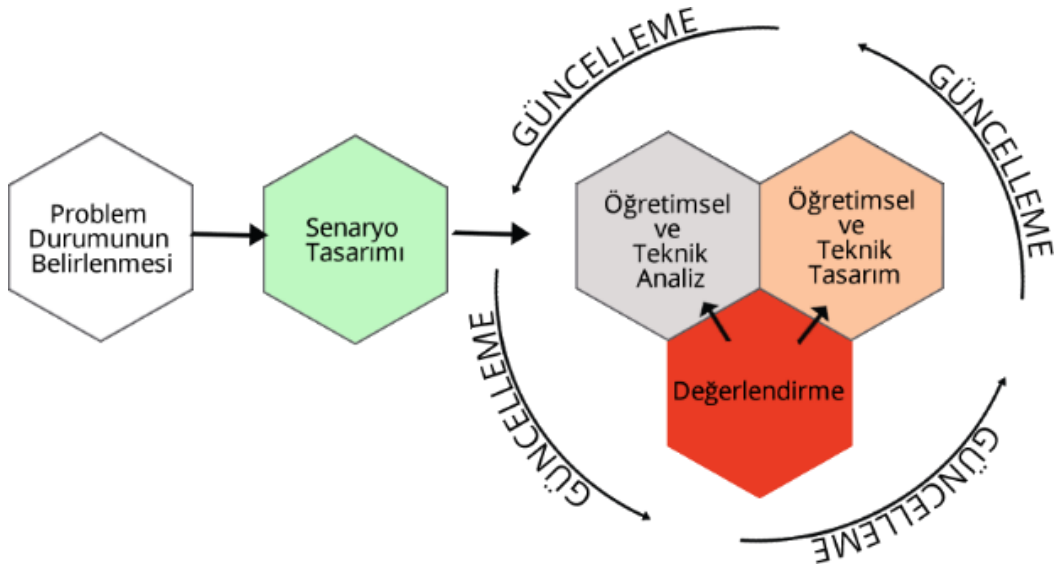 Problem
Durumunun
Belirlenmesi
Senaryo
Tasarımı
GÜNCELLEME
GÜNCELLEME
Öğretimsel
ve
Teknik
Analiz
Öğretimsel
ve
Teknik
Tasarım
Değerlendirme
GÜNCELLEME
GÜNCELLEME